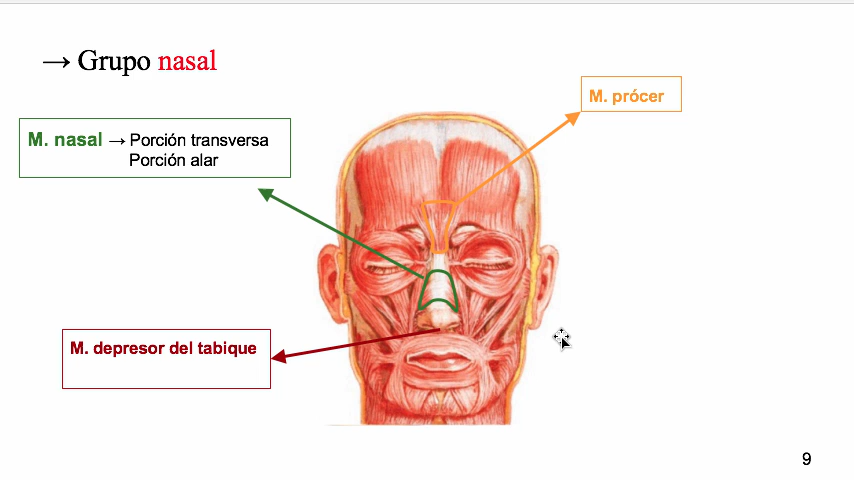 → Grupo nasal
M. prócer
M. nasal → Porción transversa
Porción alar
M. depresor del tabique
9